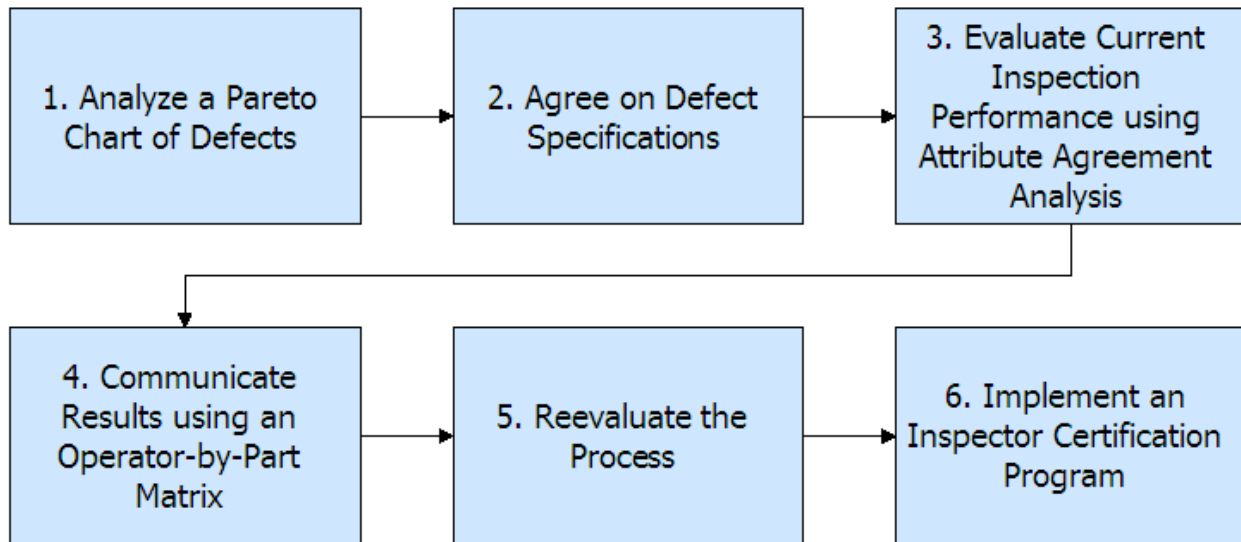 1. Analyze a Pareto
Chart of Defects
2. Agree on Defect
Specifications
3. Evaluate Current
Inspection
Performance using
Attribute Agreement
Analysis
4. Communicate
Results using an
Operator-by-Part
Matrix
5. Reevaluate the
Process
6. Implement an
Inspector Certification
Program